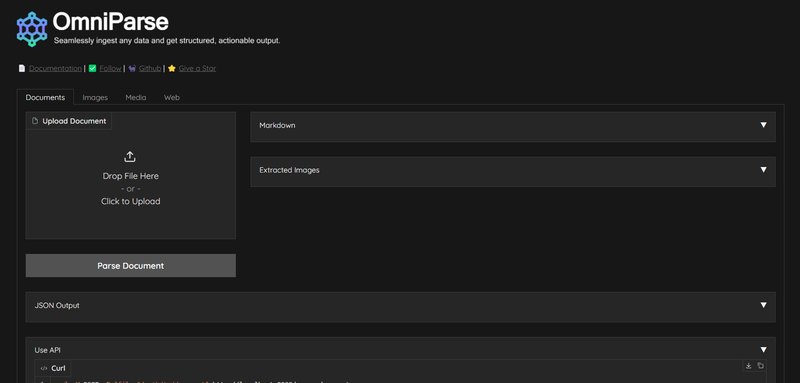 OmniParse
Seamlessly ingest any data and get structured, actionable output.
Documentation | Follow | Github | Give a Star
Documents Images Media Web
Upload Document
Drop File Here
- or -
Click to Upload
Parse Document
Markdown
Extracted Images
JSON Output
Use API
Curl